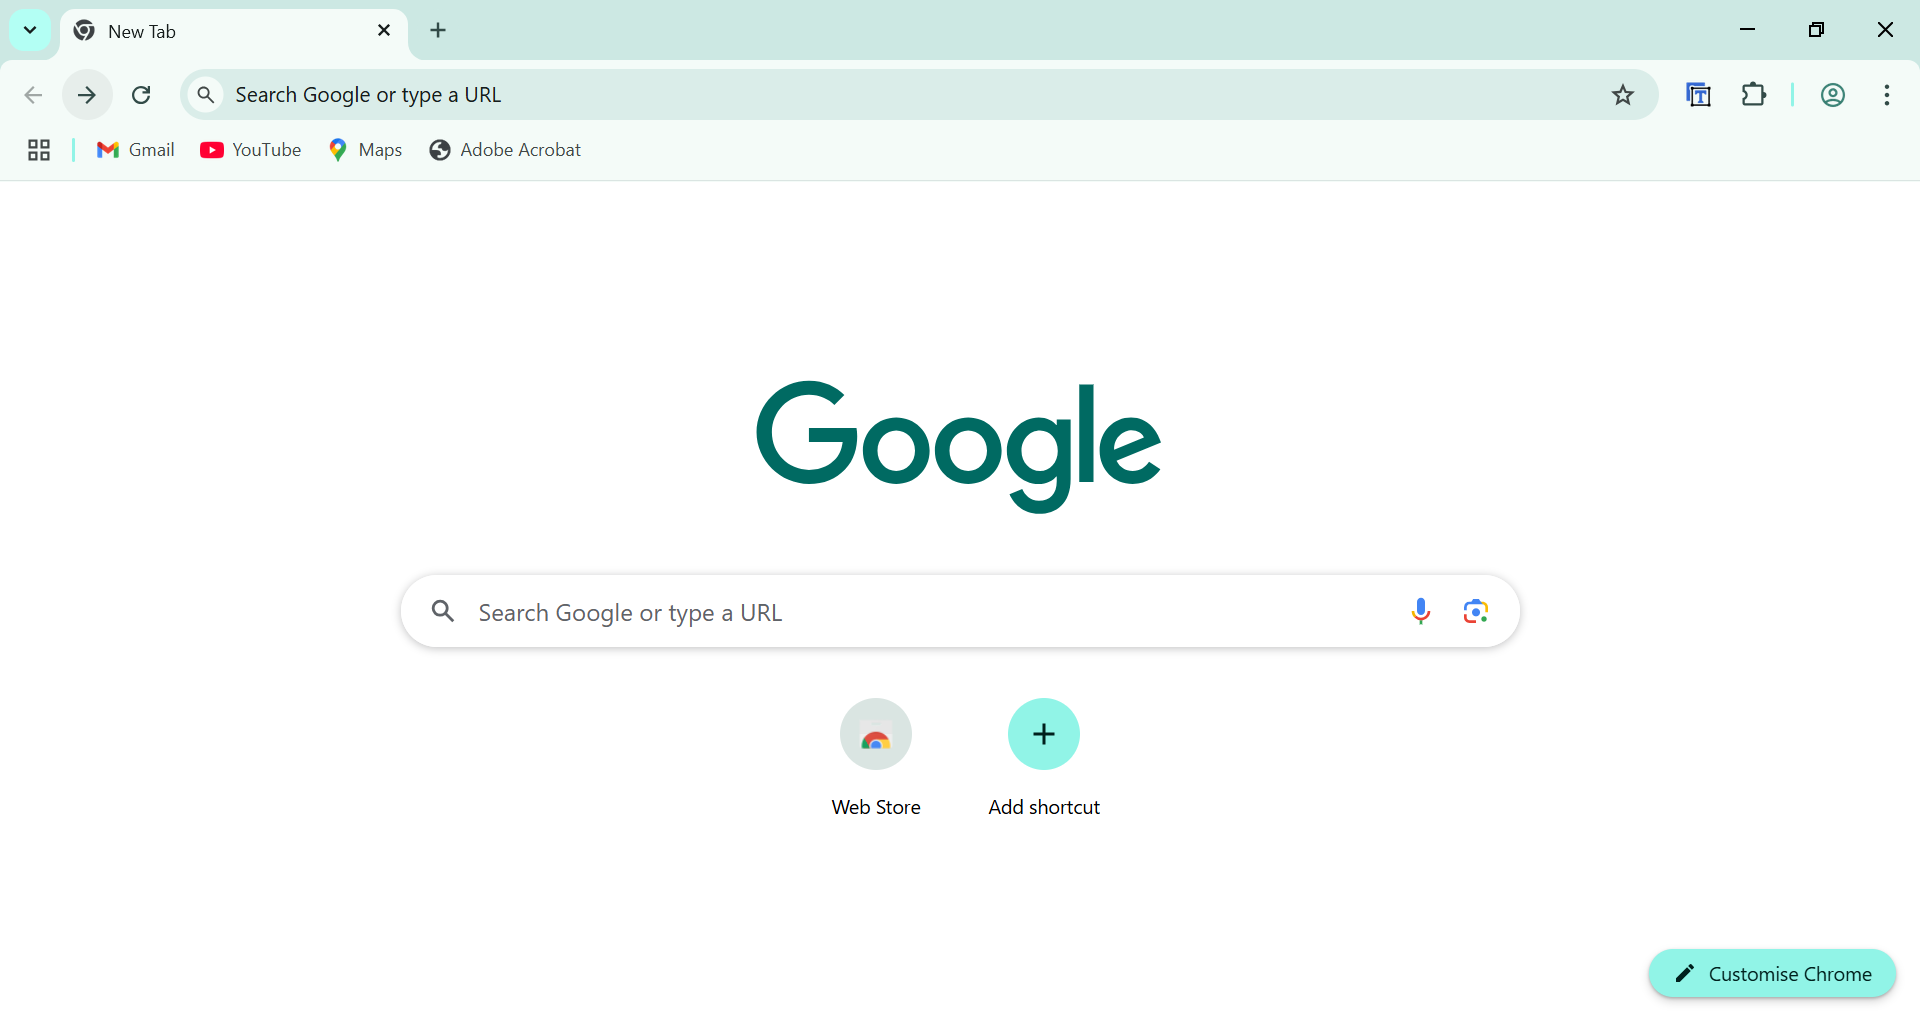 New Tab
Search Google or type a URL
Gmail
YouTube
Maps
Adobe Acrobat
Google
Search Google or type a URL
Web Store
Add shortcut
Customise Chrome